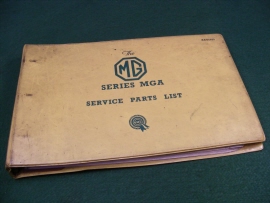 The
MG
SERIES MGA
SERVICE PARTS LIST